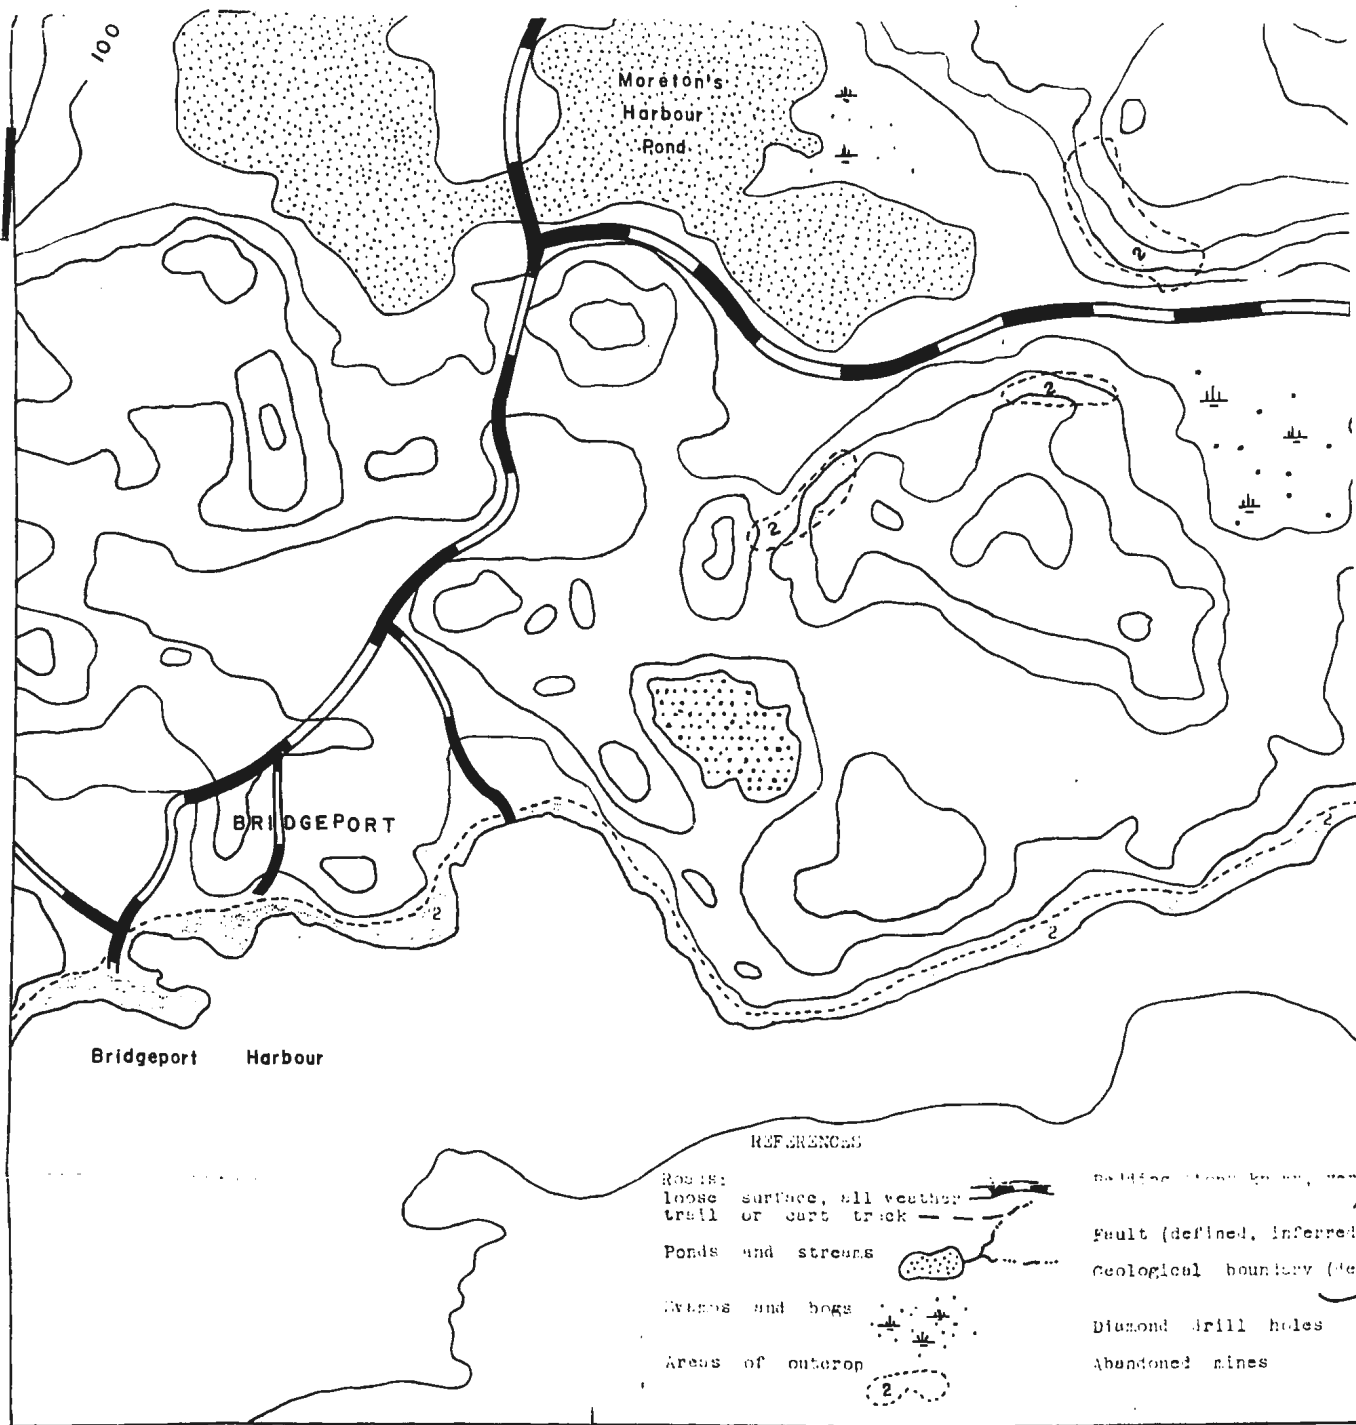 100
Moreton's
Harbour
Pond
2
2
2
BRIDGEPORT
2
2
2
Bridgeport Harbour
REFERENCES
Roads:
loose surface, all weather
trail or cart track
Ponds and streams
Swamps and bogs
Areas of outcrop
2
Fault (defined, inferred
Geological boundary (de
Diamond drill holes
Abandoned mines